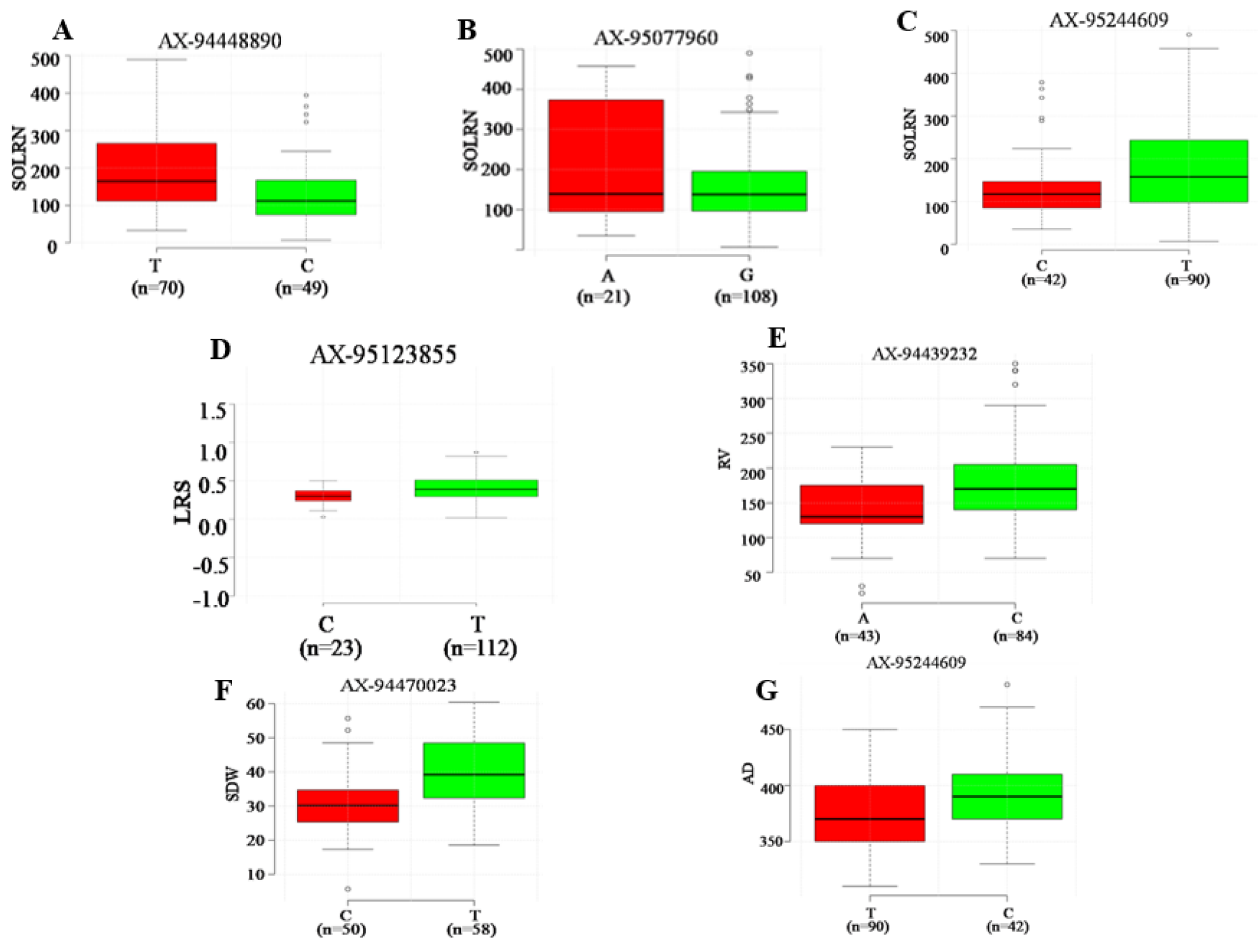 A
AX-94448890
SOLRN
500
400
300
200
100
0
T
C
(n=70)
(n=49)
B
AX-95077960
SOLRN
500
400
300
200
100
A
G
(n=21)
(n=108)
C
AX-95244609
SOLRN
500
400
300
200
100
0
C
T
(n=42)
(n=90)
D
AX-95123855
LRS
1.5
1.0
0.5
0.0
-0.5
-1.0
C
T
(n=23)
(n=112)
E
AX-94439232
RV
350
300
250
200
150
100
50
A
C
(n=43)
(n=84)
F
AX-94470023
SDW
60
50
40
30
20
10
C
T
(n=50)
(n=58)
G
AX-95244609
AD
450
400
350
T
C
(n=90)
(n=42)